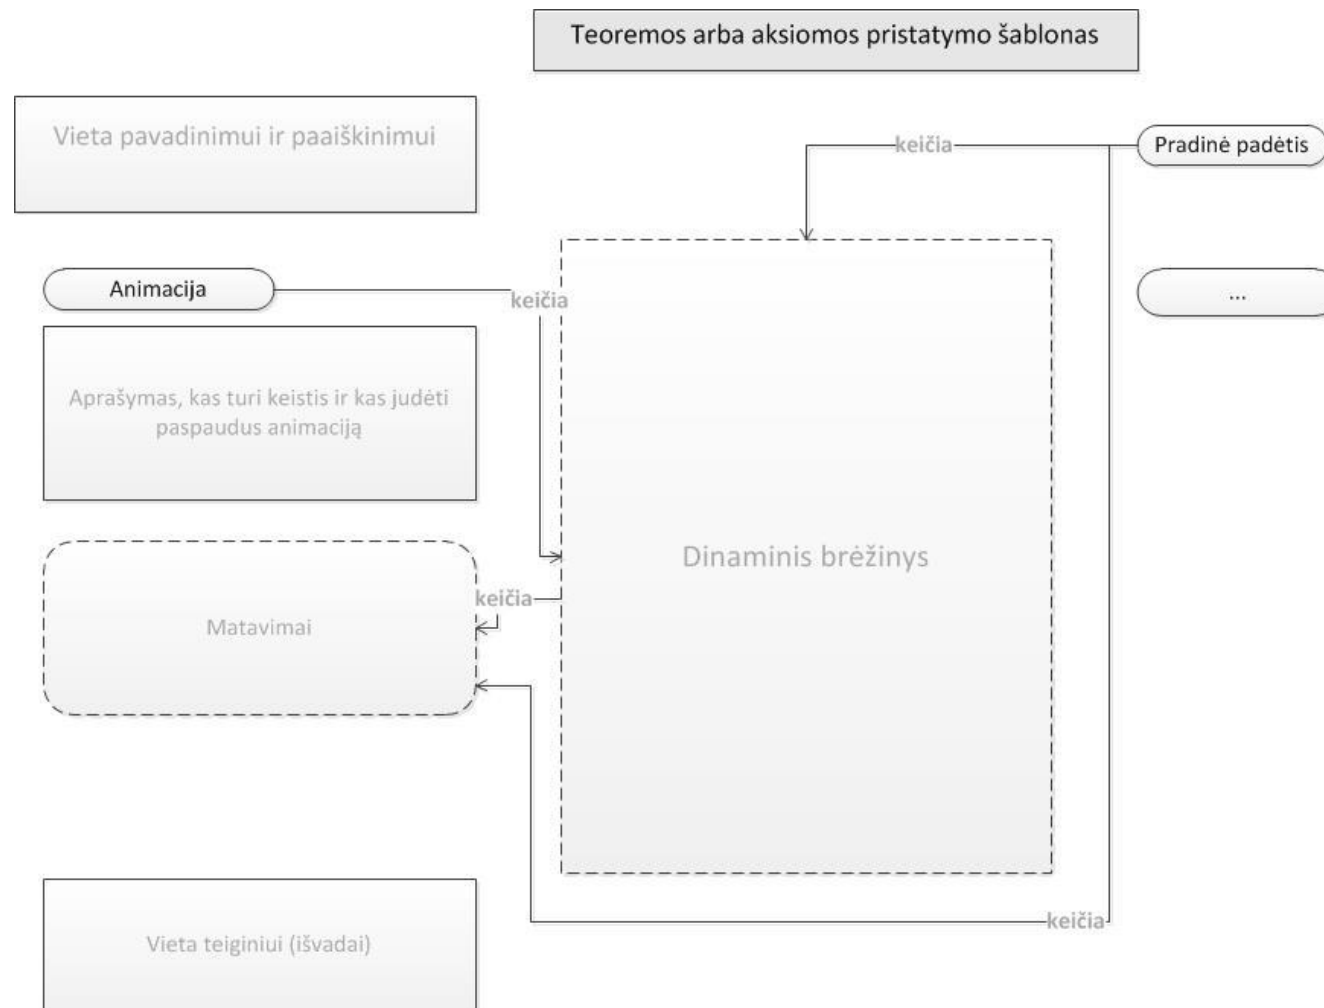 Teoremos arba aksiomos pristatymo šablonas
Vieta pavadinimui ir paaiškinimui
keičia
Pradinė padėtis
Animacija
keičia
...
Aprašymas, kas turi keistis ir kas judėti
paspaudus animaciją
Dinaminis brėžinys
keičia
Matavimai
keičia
Vieta teiginiui (išvadai)